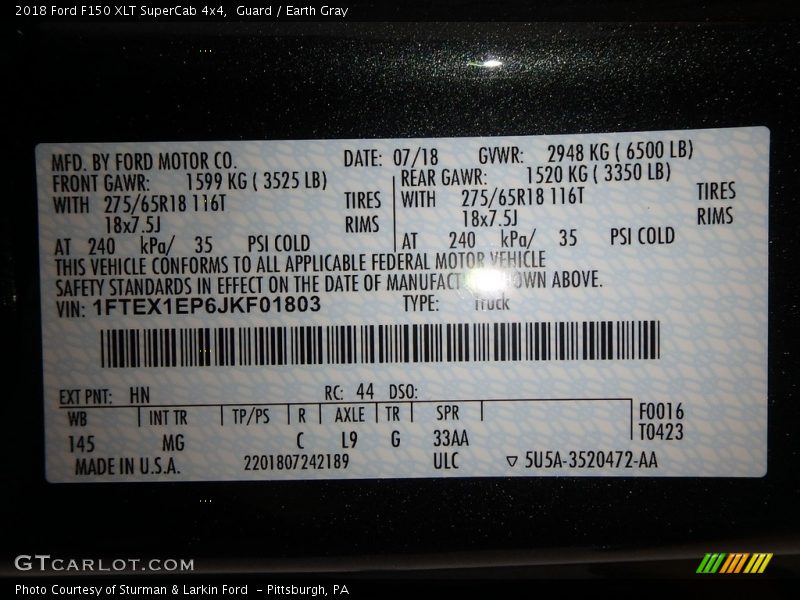 2018 Ford F150 XLT SuperCab 4x4,  Guard / Earth Gray
MFD. BY FORD MOTOR CO. DATE: 07/18 GVWR: 2948 KG ( 6500 LB)
FRONT GAWR: 1599 KG ( 3525 LB) REAR GAWR: 1520 KG ( 3350 LB)
WITH 275/65R18 116T TIRES WITH 275/65R18 116T TIRES
18x7.5J RIMS 18x7.5J RIMS
AT 240 kPa/ 35 PSI COLD AT 240 kPa/ 35 PSI COLD
THIS VEHICLE CONFORMS TO ALL APPLICABLE FEDERAL MOTOR VEHICLE
SAFETY STANDARDS IN EFFECT ON THE DATE OF MANUFACT OWN ABOVE.
VIN: 1FTEX1EP6JKF01803 TYPE: Truck
EXT PNT: HN RC: 44 DSO:
WB INT TR TP/PS R AXLE TR SPR F0016
145 MG C L9 G 33AA T0423
MADE IN U.S.A. 2201807242189 ULC ▽ 5U5A-3520472-AA
GTCARLOT.COM
Photo Courtesy of Sturman & Larkin Ford  - Pittsburgh, PA